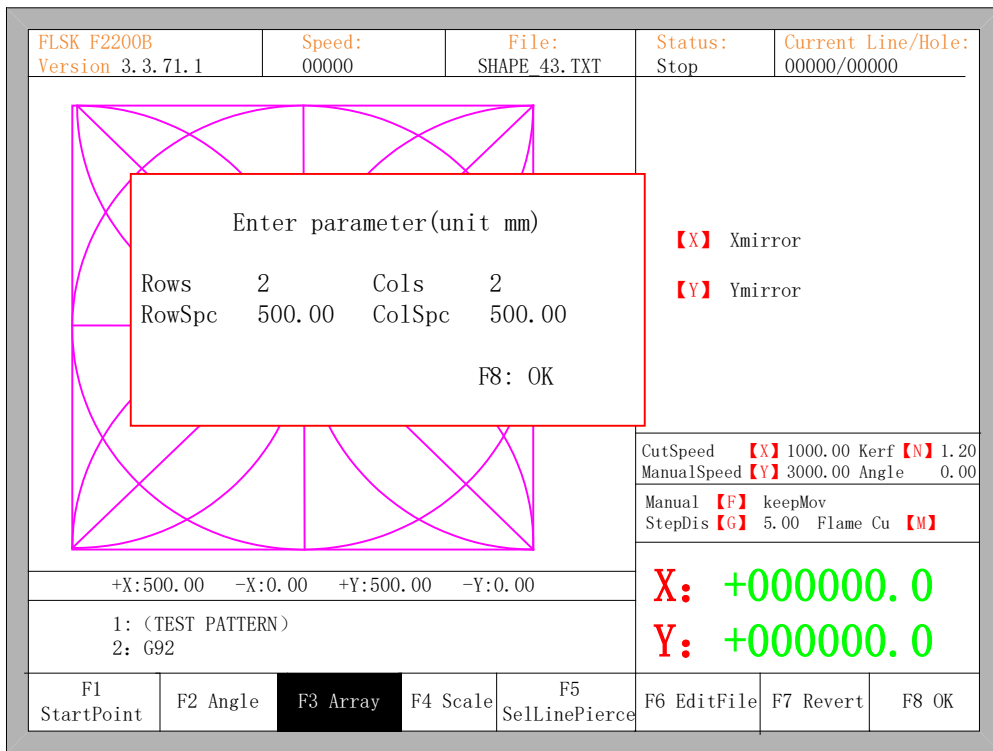 FLSK F2200B
Version 3.3.71.1
Speed:
00000
File:
SHAPE_43.TXT
Status:
Stop
Current Line/Hole:
00000/00000
Enter parameter(unit mm)
Rows 2 Cols 2
RowSpc 500.00 ColSpc 500.00
F8: OK
【X】 Xmirror
【Y】 Ymirror
CutSpeed 【X】1000.00 Kerf【N】1.20
ManualSpeed【Y】3000.00 Angle 0.00
Manual 【F】 keepMov
StepDis【G】 5.00 Flame Cu 【M】
+X:500.00 -X:0.00 +Y:500.00 -Y:0.00
1: (TEST PATTERN)
2: G92
X: +000000.0
Y: +000000.0
F1
StartPoint
F2 Angle
F3 Array
F4 Scale
F5
SelLinePierce
F6 EditFile
F7 Revert
F8 OK